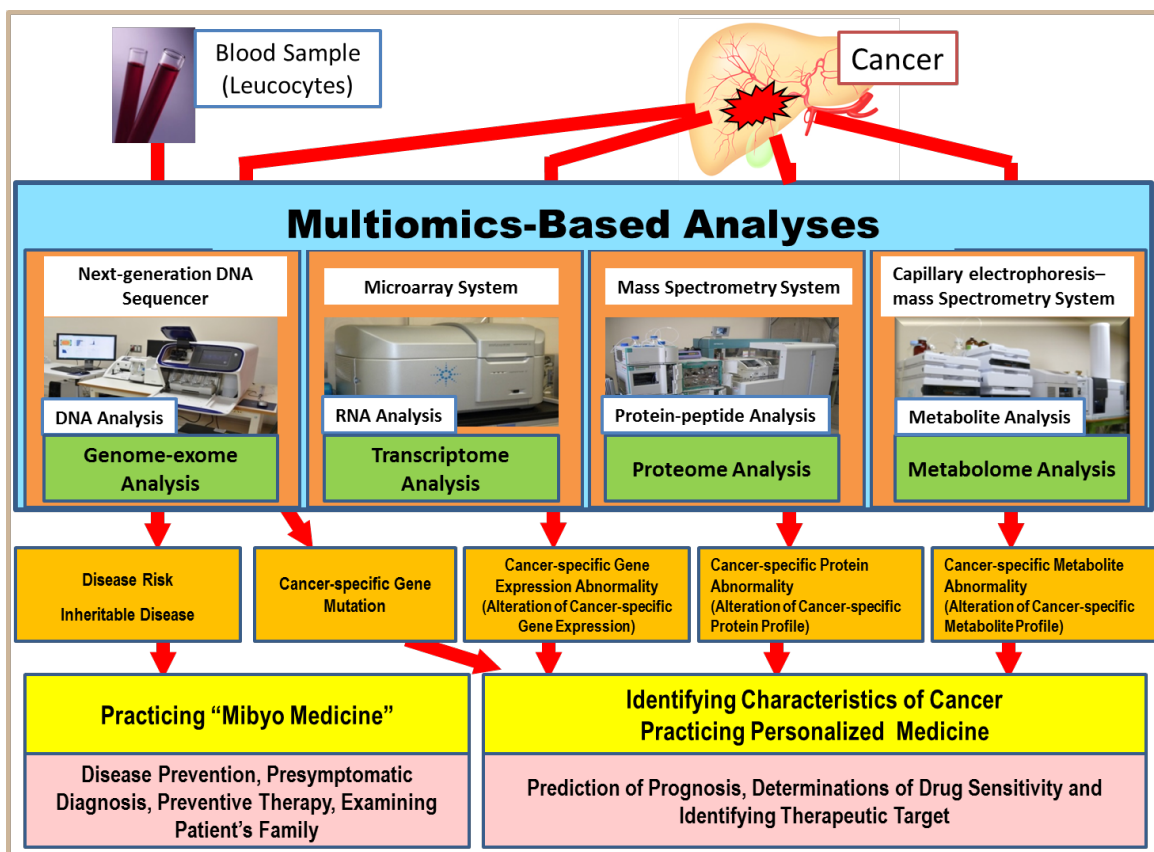 Blood Sample
(Leucocytes)
Cancer
Multiomics-Based Analyses
Next-generation DNA
Sequencer
DNA Analysis
Genome-exome
Analysis
Microarray System
RNA Analysis
Transcriptome
Analysis
Mass Spectrometry System
Protein-peptide Analysis
Proteome Analysis
Capillary electrophoresis–
mass Spectrometry System
Metabolite Analysis
Metabolome Analysis
Disease Risk
Inheritable Disease
Cancer-specific Gene
Mutation
Cancer-specific Gene
Expression Abnormality
(Alteration of Cancer-specific
Gene Expression)
Cancer-specific Protein
Abnormality
(Alteration of Cancer-specific
Protein Profile)
Cancer-specific Metabolite
Abnormality
(Alteration of Cancer-specific
Metabolite Profile)
Practicing “Mibyo Medicine”
Disease Prevention, Presymptomatic
Diagnosis, Preventive Therapy, Examining
Patient’s Family
Identifying Characteristics of Cancer
Practicing Personalized Medicine
Prediction of Prognosis, Determinations of Drug Sensitivity and
Identifying Therapeutic Target